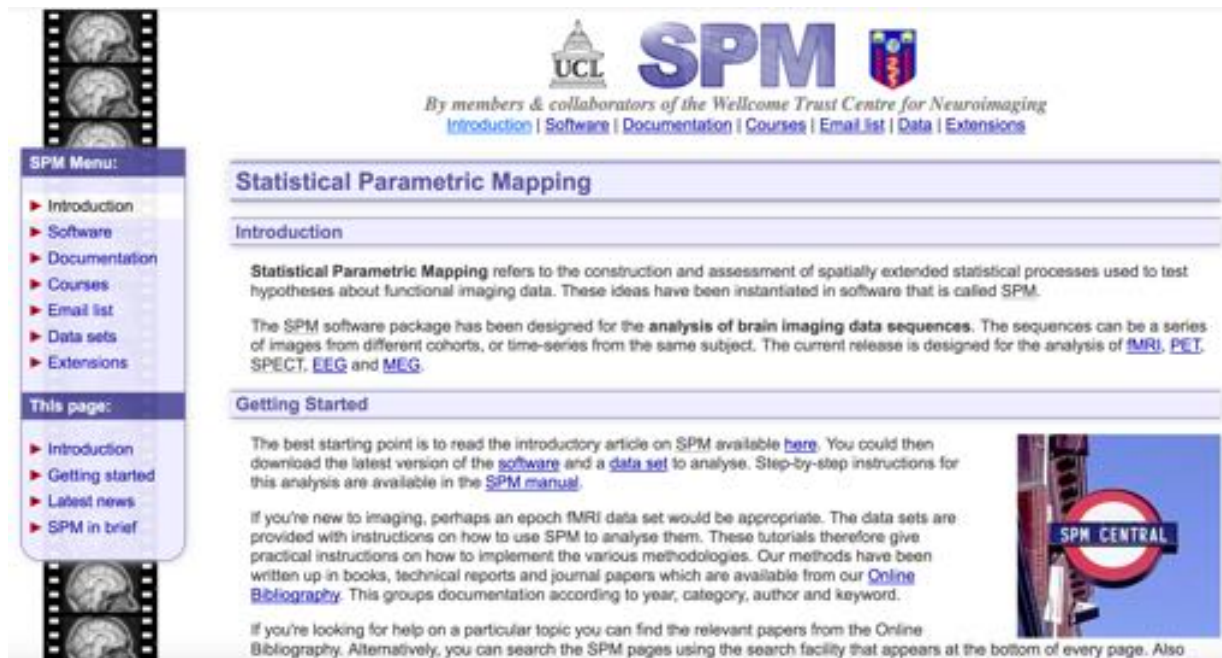 UCL
SPM
By members & collaborators of the Wellcome Trust Centre for Neuroimaging
Introduction | Software | Documentation | Courses | Email list | Data | Extensions
SPM Menu:
Introduction
Software
Documentation
Courses
Email list
Data sets
Extensions
This page:
Introduction
Getting started
Latest news
SPM in brief
Statistical Parametric Mapping
Introduction
Statistical Parametric Mapping refers to the construction and assessment of spatially extended statistical processes used to test
hypotheses about functional imaging data. These ideas have been instantiated in software that is called SPM.
The SPM software package has been designed for the analysis of brain imaging data sequences. The sequences can be a series
of images from different cohorts, or time-series from the same subject. The current release is designed for the analysis of fMRI, PET,
SPECT, EEG and MEG.
Getting Started
The best starting point is to read the introductory article on SPM available here. You could then
download the latest version of the software and a data set to analyse. Step-by-step instructions for
this analysis are available in the SPM manual.
If you're new to imaging, perhaps an epoch fMRI data set would be appropriate. The data sets are
provided with instructions on how to use SPM to analyse them. These tutorials therefore give
practical instructions on how to implement the various methodologies. Our methods have been
written up in books, technical reports and journal papers which are available from our Online
Bibliography. This groups documentation according to year, category, author and keyword.
SPM CENTRAL
If you're looking for help on a particular topic you can find the relevant papers from the Online
Bibliography. Alternatively, you can search the SPM pages using the search facility that appears at the bottom of every page. Also